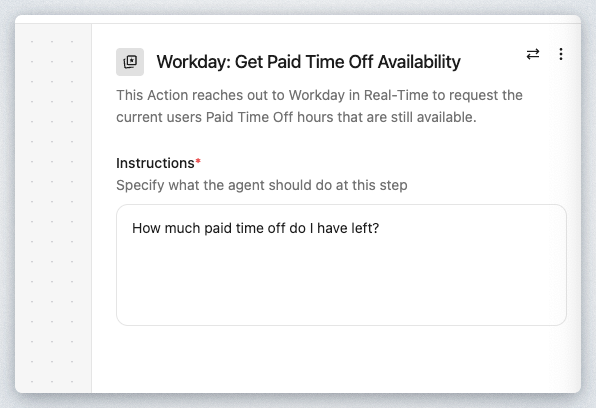 Workday: Get Paid Time Off Availability
This Action reaches out to Workday in Real-Time to request the
current users Paid Time Off hours that are still available.
Instructions*
Specify what the agent should do at this step
How much paid time off do I have left?